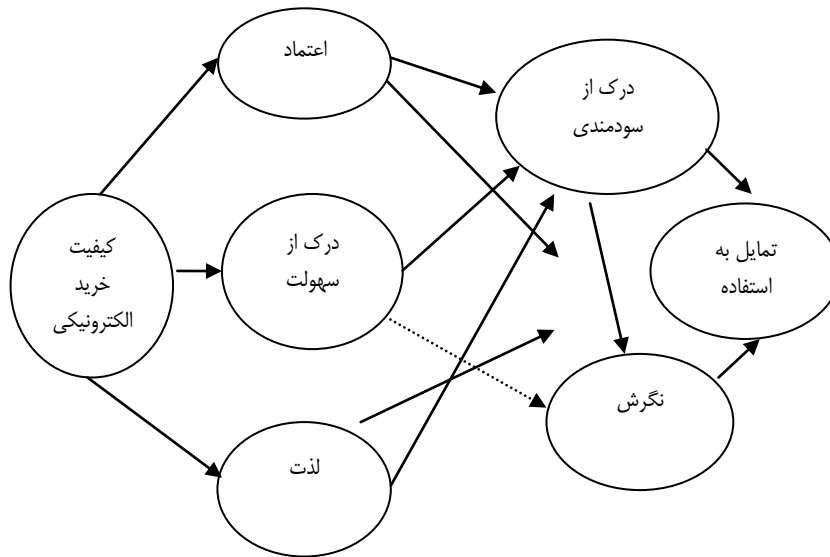 اعتماد
درک از
سودمندی
کیفیت
خرید
الکترونیکی
درک از
سهولت
تمایل به
استفاده
نگرش
لذت